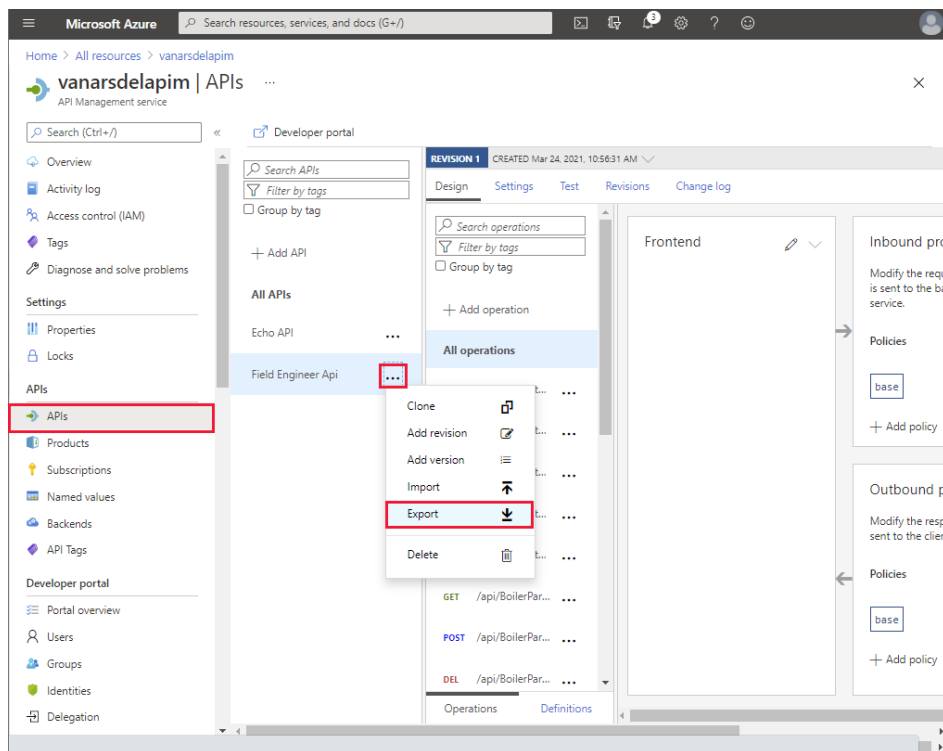 Microsoft Azure
Search resources, services, and docs (G+/)
3
Home > All resources > vanarsdelapim
vanarsdelapim | APIs ...
API Management service
Search (Ctrl+/)
«
Overview
Activity log
Access control (IAM)
Tags
Diagnose and solve problems
Settings
Properties
Locks
APIs
APIs
Products
Subscriptions
Named values
Backends
API Tags
Developer portal
Portal overview
Users
Groups
Identities
Delegation
Developer portal
Search APIs
Filter by tags
Group by tag
+ Add API
All APIs
Echo API ...
Field Engineer Api ...
Clone
Add revision
Add version
Import
Export
Delete
REVISION 1 CREATED Mar 24, 2021, 10:56:31 AM
Design Settings Test Revisions Change log
Search operations
Filter by tags
Group by tag
+ Add operation
All operations
t... ...
t... ...
t... ...
t... ...
t... ...
GET /api/BoilerPar... ...
POST /api/BoilerPar... ...
DEL /api/BoilerPar... ...
Operations Definitions
Frontend
Inbound pro
Modify the requ
is sent to the ba
service.
Policies
base
+ Add policy
Outbound p
Modify the resp
sent to the clien
Policies
base
+ Add policy